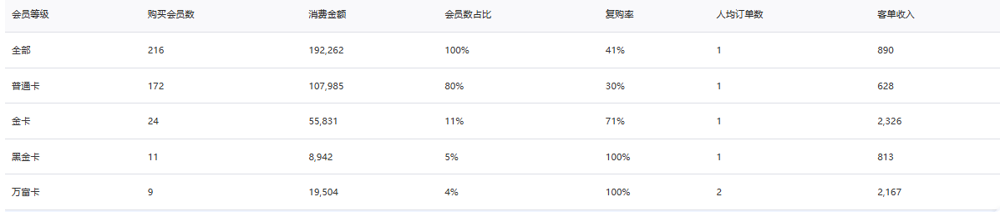 会员等级 购买会员数 消费金额 会员数占比 复购率 人均订单数 客单收入
全部 216 192,262 100% 41% 1 890
普通卡 172 107,985 80% 30% 1 628
金卡 24 55,831 11% 71% 1 2,326
黑金卡 11 8,942 5% 100% 1 813
万富卡 9 19,504 4% 100% 2 2,167